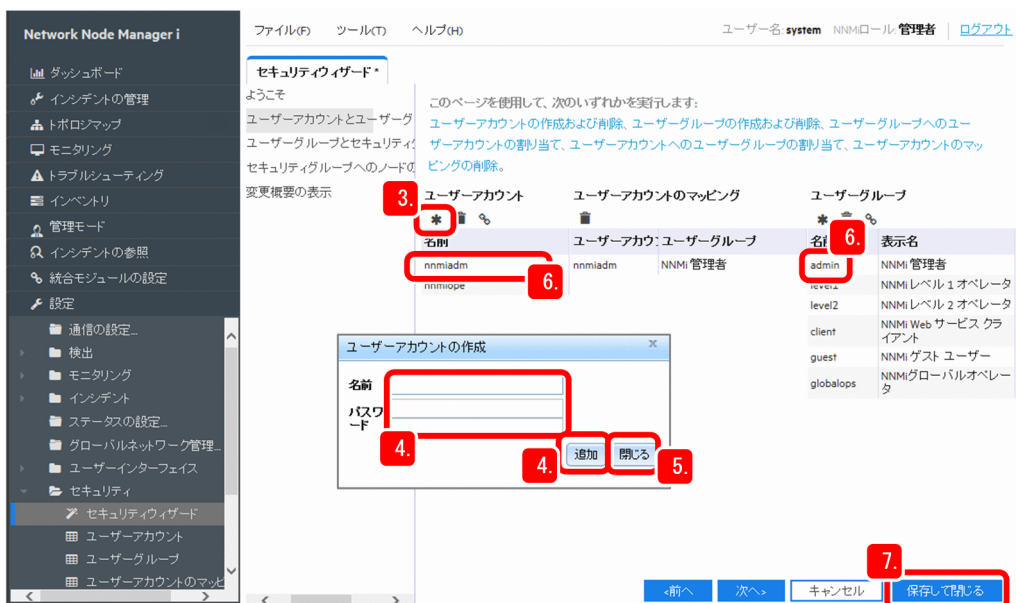 Network Node Manager i
ファイル(F) ツール(T) ヘルプ(H)
ユーザー名: system NNMiロール: 管理者 ログアウト
ダッシュボード
インシデントの管理
トポロジマップ
モニタリング
トラブルシューティング
インベントリ
管理モード
インシデントの参照
統合モジュールの設定
設定
通信の設定...
検出
モニタリング
インシデント
ステータスの設定...
グローバルネットワーク管理...
ユーザーインターフェイス
セキュリティ
セキュリティウィザード
ユーザーアカウント
ユーザーグループ
ユーザーアカウントのマッピ
セキュリティウィザード *
ようこそ
ユーザーアカウントとユーザーグ
ユーザーグループとセキュリティ
セキュリティグループへのノードの
変更概要の表示
このページを使用して、次のいずれかを実行します:
ユーザーアカウントの作成および削除、ユーザーグループの作成および削除、ユーザーグループへのユー
ザーアカウントの割り当て、ユーザーアカウントへのユーザーグループの割り当て、ユーザーアカウントのマッ
ピングの削除。
3.
ユーザーアカウント
名前
nnmiadm
6.
nnmiope
ユーザーアカウントのマッピング
ユーザーアカウ: ユーザーグループ
nnmiadm NNMi 管理者
ユーザーグループ
6.
名前 表示名
admin NNMi 管理者
level1 NNMi レベル 1 オペレータ
level2 NNMi レベル 2 オペレータ
client NNMi Web サービス クラ
イアント
guest NNMi ゲスト ユーザー
globalops NNMiグローバルオペレー
タ
ユーザーアカウントの作成 x
名前
パスワ
ード
4.
4.
追加 閉じる
5.
7.
<前へ 次へ> キャンセル 保存して閉じる